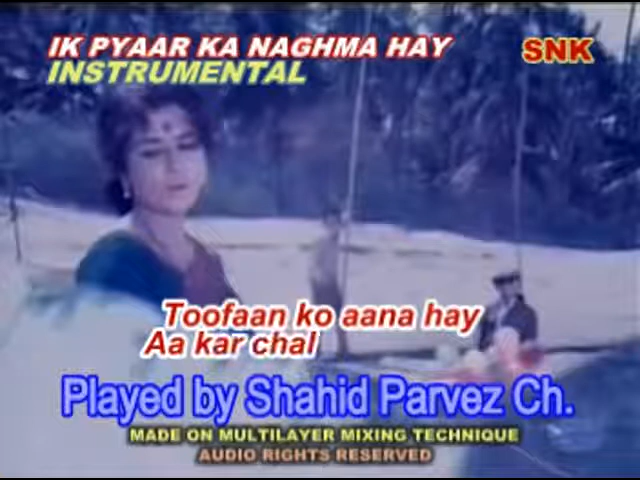 IK PYAAR KA NAGHMA HAY
SNK
INSTRUMENTAL
Toofaan ko aana hay
Aa kar chal
Played by Shahid Parvez Ch.
MADE ON MULTILAYER MIXING TECHNIQUE
AUDIO RIGHTS RESERVED